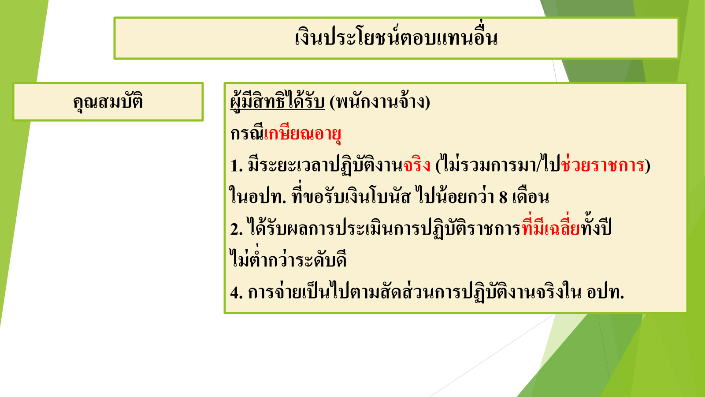 เงินประโยชน์ตอบแทนอื่น
คุณสมบัติ
ผู้มีสิทธิได้รับ (พนักงานจ้าง)
กรณีเกษียณอายุ
1. มีระยะเวลาปฏิบัติงานจริง (ไม่รวมการมา/ไปช่วยราชการ)
ในอปท. ที่ขอรับเงินโบนัส ไปน้อยกว่า 8 เดือน
2. ได้รับผลการประเมินการปฏิบัติราชการที่มีเฉลี่ยทั้งปี
ไม่ต่ำกว่าระดับดี
4. การจ่ายเป็นไปตามสัดส่วนการปฏิบัติงานจริงใน อปท.